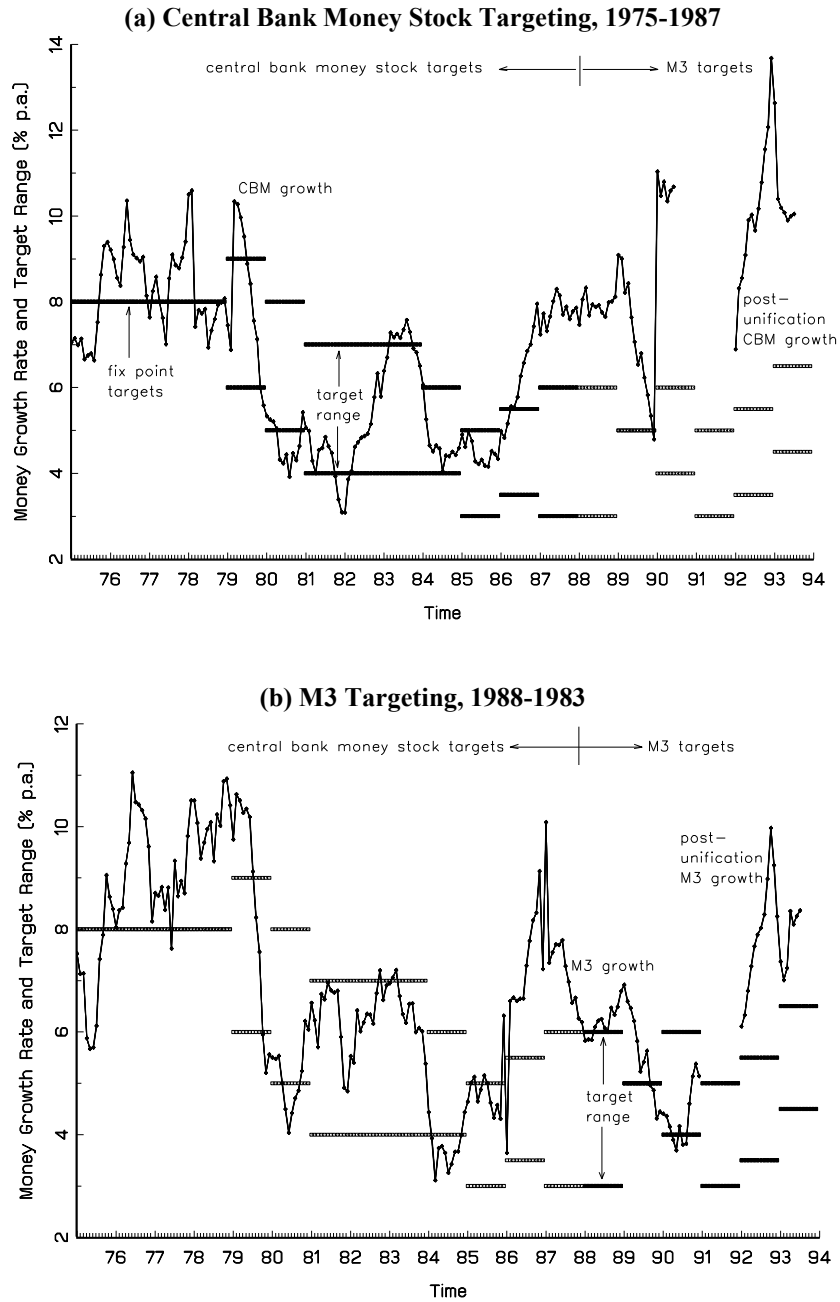 (a) Central Bank Money Stock Targeting, 1975-1987
Money Growth Rate and Target Range (% p.a.)
14
12
10
8
6
4
2
central bank money stock targets
M3 targets
CBM growth
fix point
targets
target
range
post-
unification
CBM growth
76 77 78 79 80 81 82 83 84 85 86 87 88 89 90 91 92 93 94
Time
(b) M3 Targeting, 1988-1983
Money Growth Rate and Target Range (% p.a.)
12
10
8
6
4
2
central bank money stock targets
M3 targets
post-
unification
M3 growth
M3 growth
target
range
76 77 78 79 80 81 82 83 84 85 86 87 88 89 90 91 92 93 94
Time